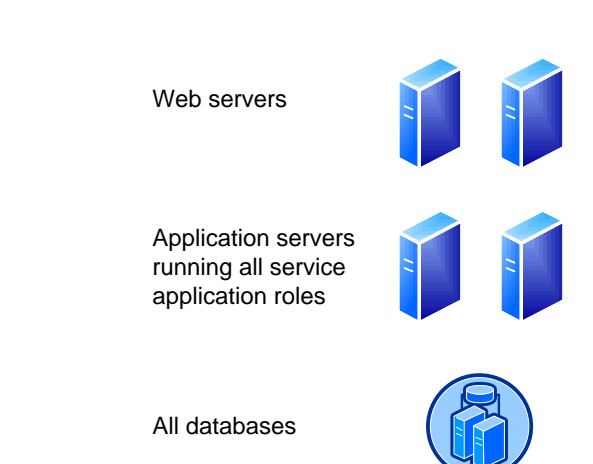 Web servers
Application servers
running all service
application roles
All databases